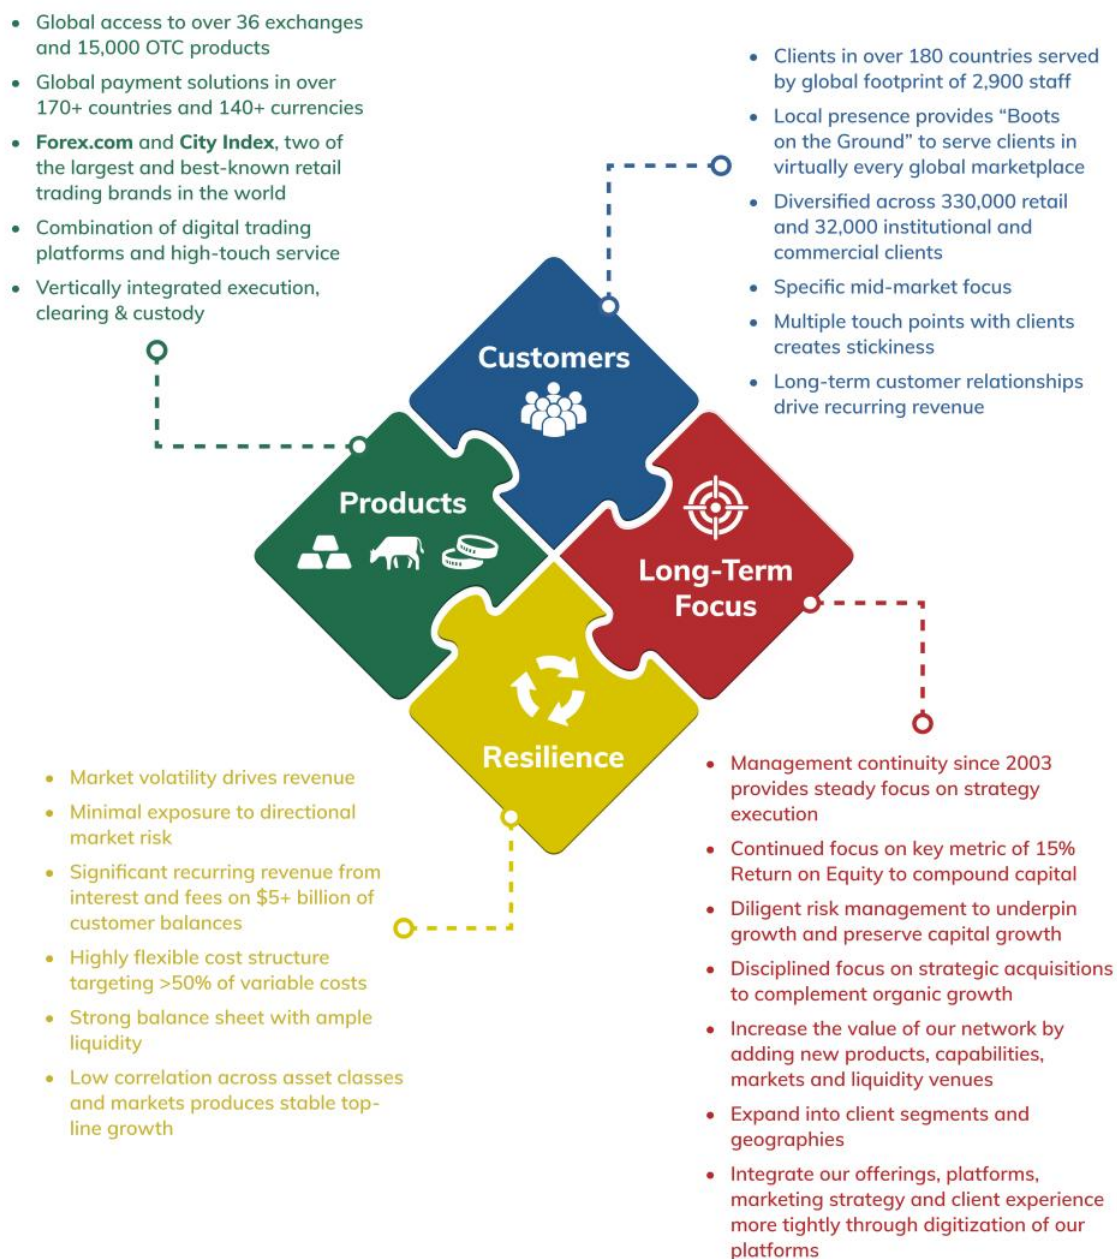 • Global access to over 36 exchanges
and 15,000 OTC products
• Global payment solutions in over
170+ countries and 140+ currencies
• Forex.com and City Index, two of
the largest and best-known retail
trading brands in the world
• Combination of digital trading
platforms and high-touch service
• Vertically integrated execution,
clearing & custody
• Clients in over 180 countries served
by global footprint of 2,900 staff
• Local presence provides “Boots
on the Ground” to serve clients in
virtually every global marketplace
• Diversified across 330,000 retail
and 32,000 institutional and
commercial clients
• Specific mid-market focus
• Multiple touch points with clients
creates stickiness
• Long-term customer relationships
drive recurring revenue
Customers
Products
Long-Term
Focus
Resilience
• Market volatility drives revenue
• Minimal exposure to directional
market risk
• Significant recurring revenue from
interest and fees on $5+ billion of
customer balances
• Highly flexible cost structure
targeting >50% of variable costs
• Strong balance sheet with ample
liquidity
• Low correlation across asset classes
and markets produces stable top-
line growth
• Management continuity since 2003
provides steady focus on strategy
execution
• Continued focus on key metric of 15%
Return on Equity to compound capital
• Diligent risk management to underpin
growth and preserve capital growth
• Disciplined focus on strategic acquisitions
to complement organic growth
• Increase the value of our network by
adding new products, capabilities,
markets and liquidity venues
• Expand into client segments and
geographies
• Integrate our offerings, platforms,
marketing strategy and client experience
more tightly through digitization of our
platforms